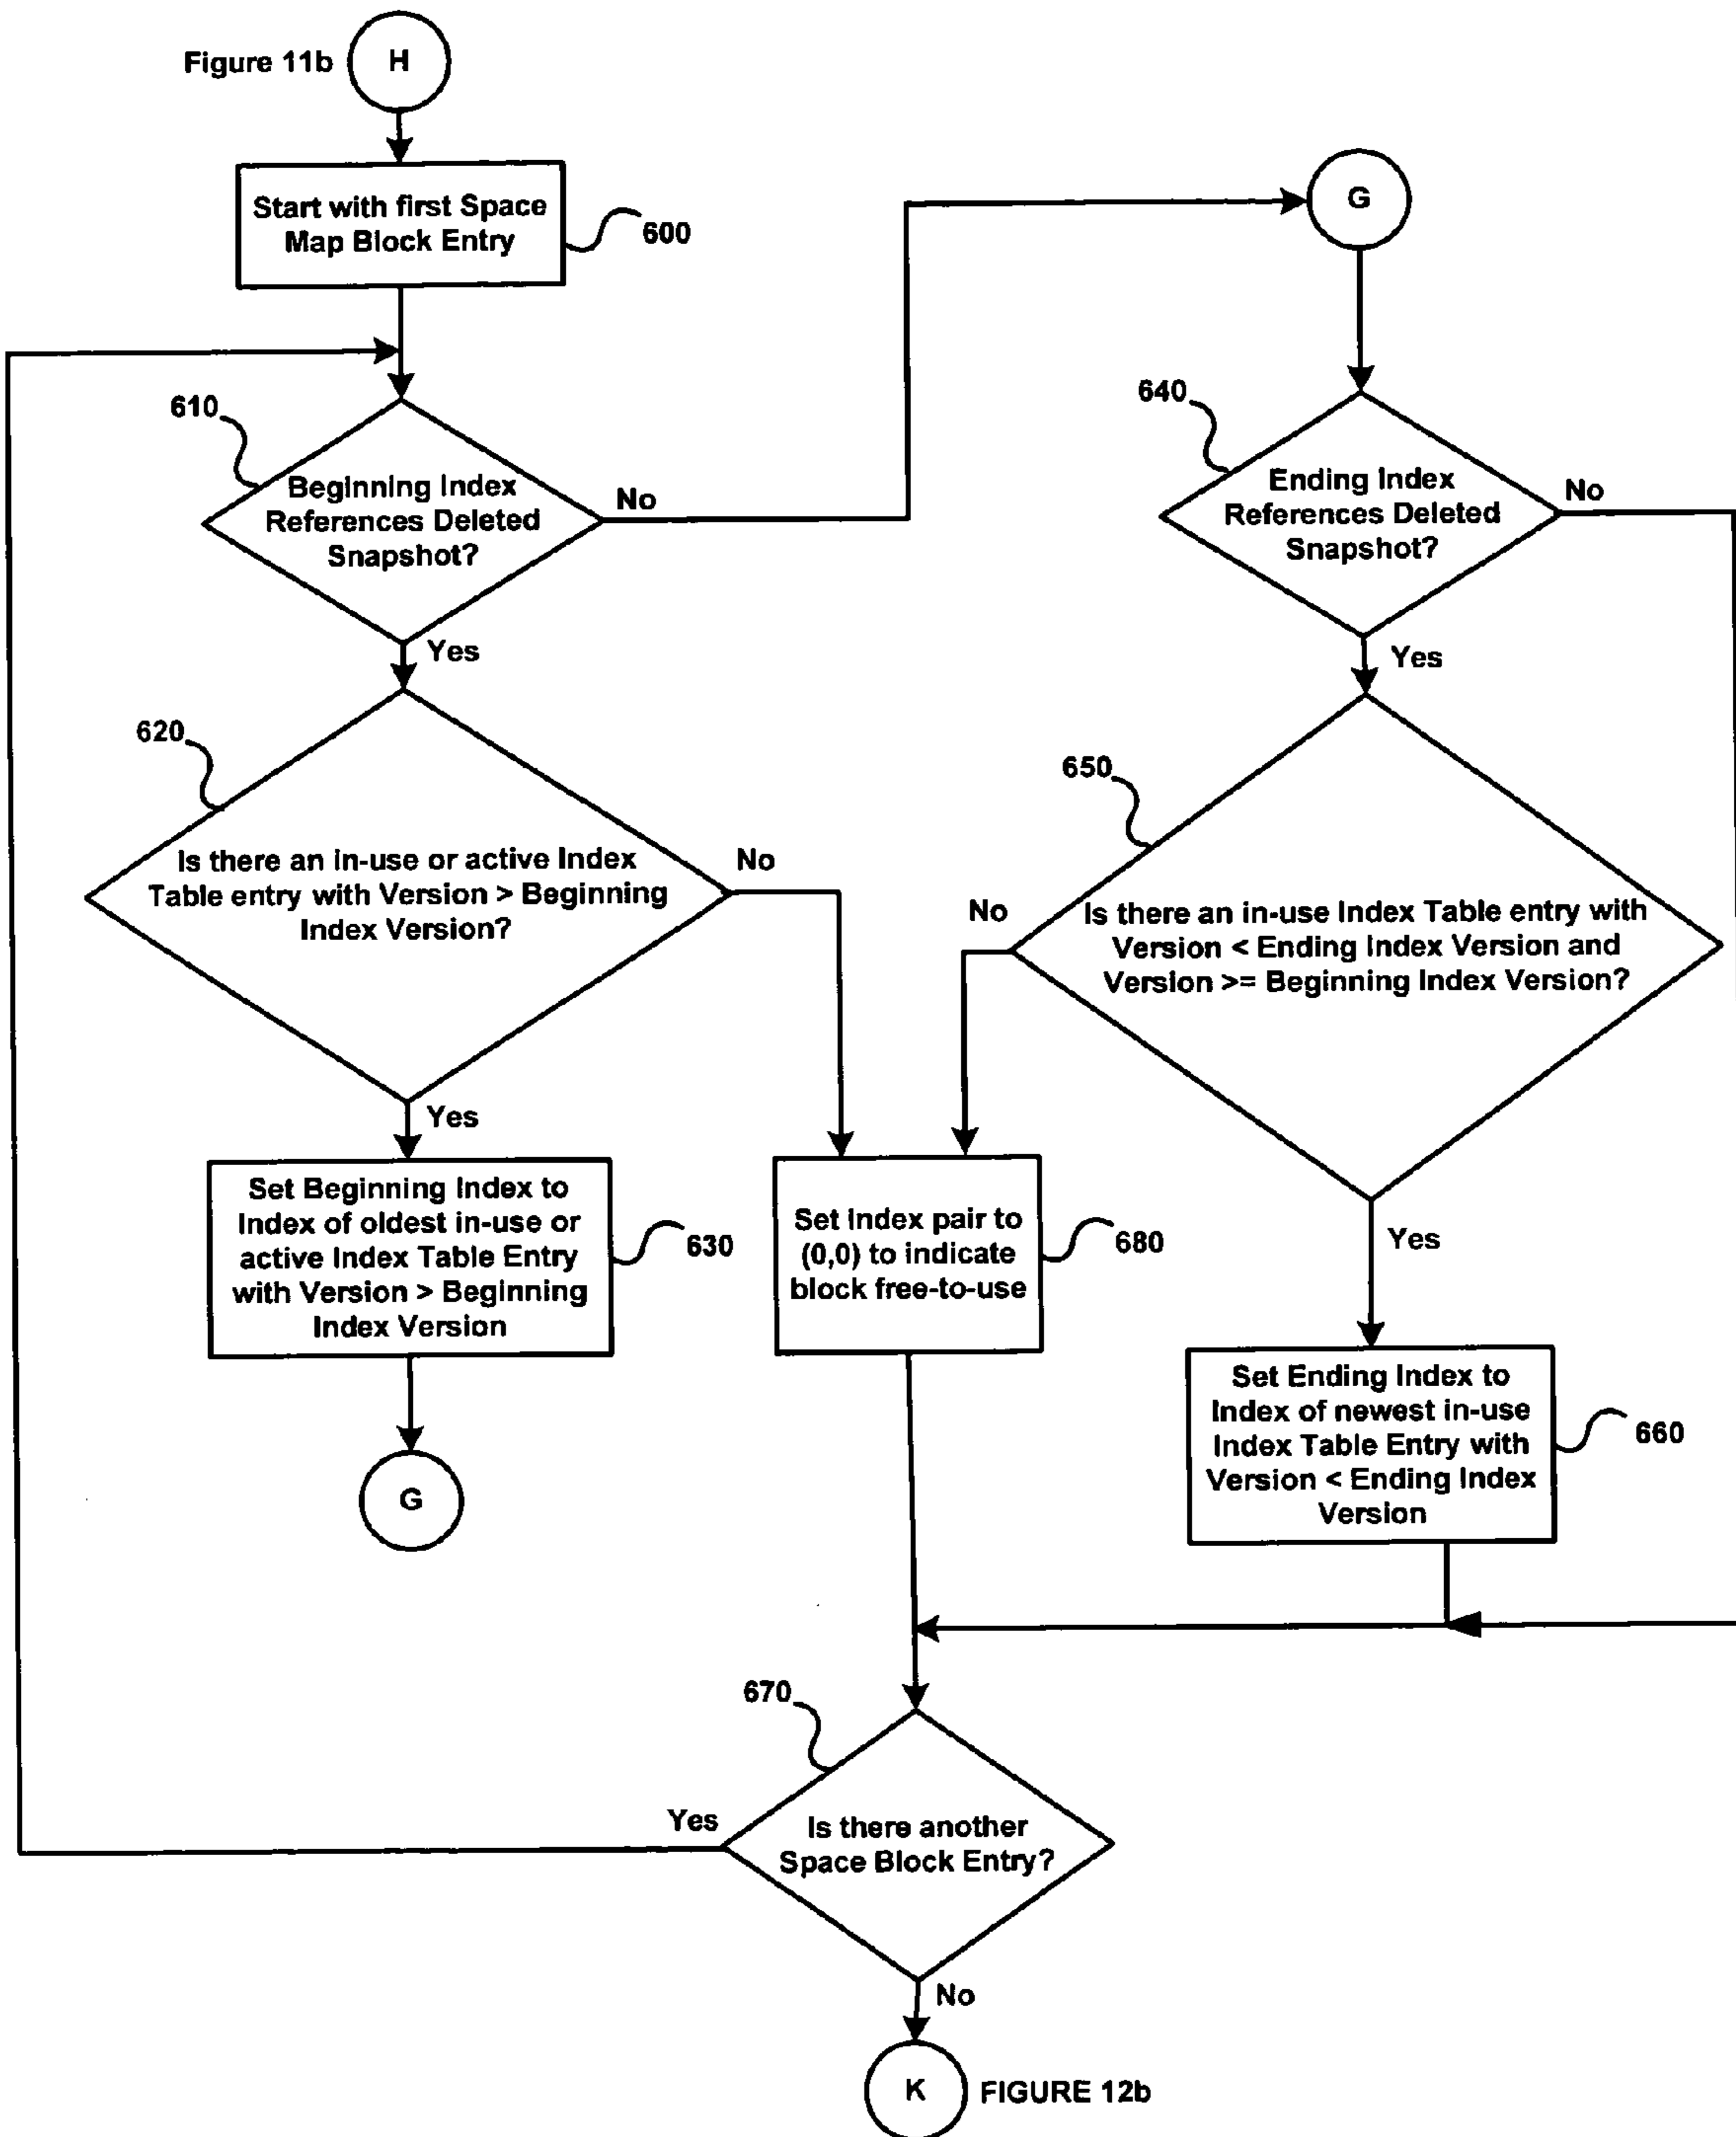 Figure 11b
H
Start with first Space
Map Block Entry
600
G
610
Beginning Index
References Deleted
Snapshot?
No
Yes
640
Ending Index
References Deleted
Snapshot?
No
Yes
620
Is there an in-use or active Index
Table entry with Version > Beginning
Index Version?
No
Yes
650
Is there an in-use Index Table entry with
Version < Ending Index Version and
Version >= Beginning Index Version?
No
Yes
Set Beginning Index to
Index of oldest in-use or
active Index Table Entry
with Version > Beginning
Index Version
630
Set Index pair to
(0,0) to indicate
block free-to-use
680
Set Ending Index to
Index of newest in-use
Index Table Entry with
Version < Ending Index
Version
660
G
670
Is there another
Space Block Entry?
Yes
No
K
FIGURE 12b